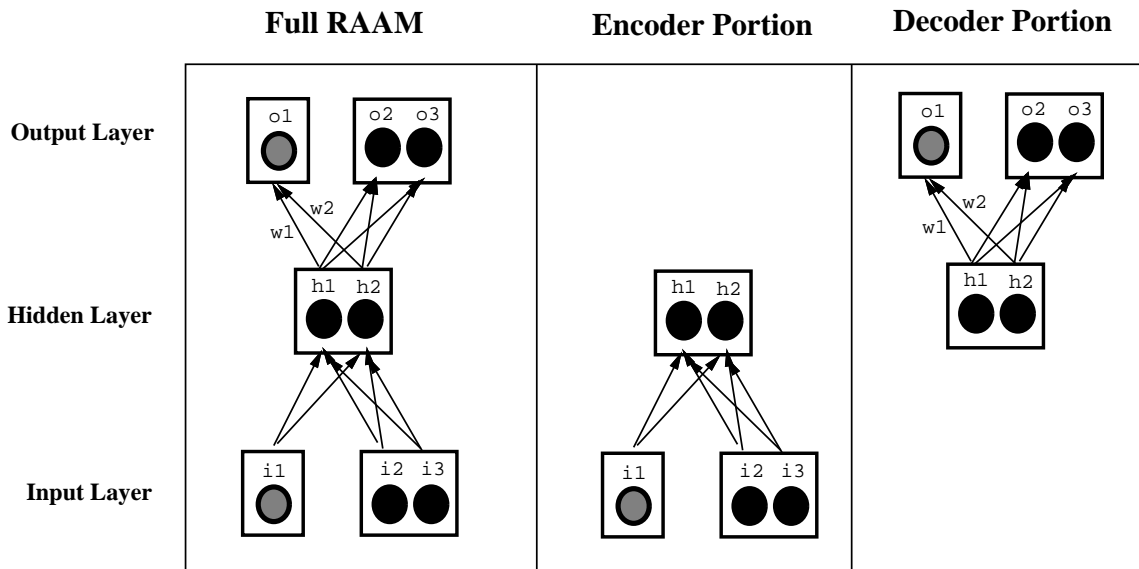 Full RAAM Encoder Portion Decoder Portion
Output Layer
o1 o2 o3
o1 o2 o3
w1 w2
w1 w2
Hidden Layer
h1 h2
h1 h2
h1 h2
Input Layer
i1 i2 i3
i1 i2 i3